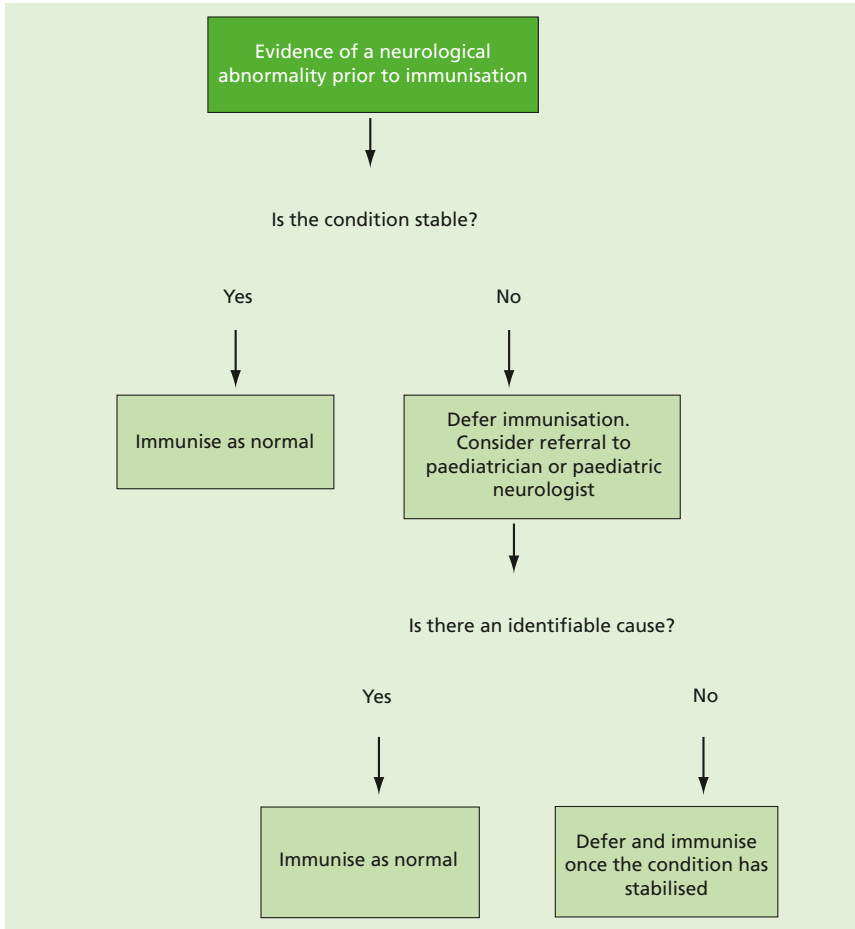 Evidence of a neurological
abnormality prior to immunisation
Is the condition stable?
Yes
No
Immunise as normal
Defer immunisation.
Consider referral to
paediatrician or paediatric
neurologist
Is there an identifiable cause?
Yes
No
Immunise as normal
Defer and immunise
once the condition has
stabilised